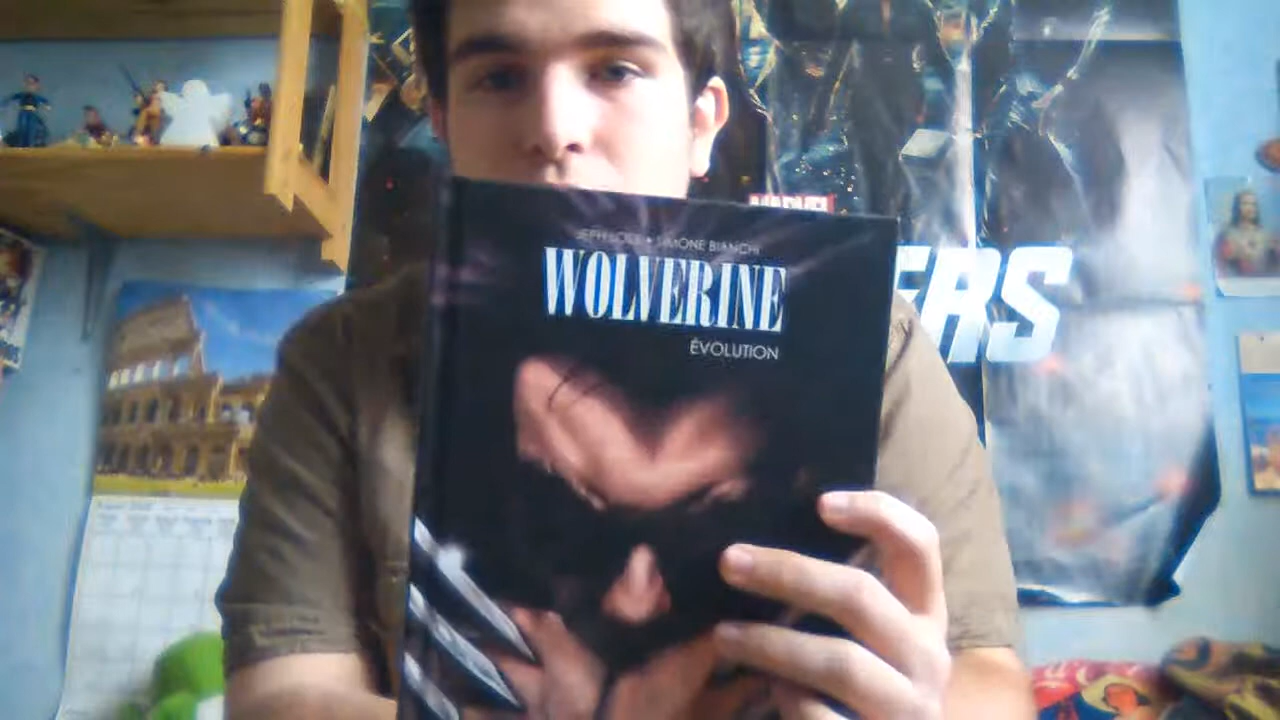 JEPH LOEB • SIMONE BIANCHI
WOLVERINE
ÉVOLUTION
MARVEL
ERS